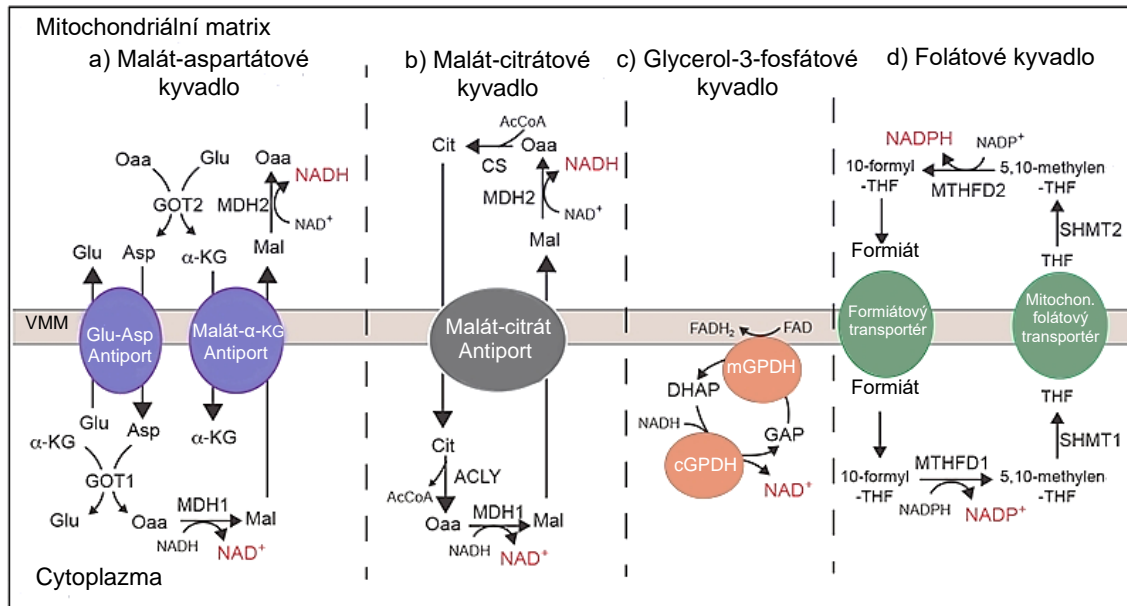 Mitochondriální matrix
a) Malát-aspartátové
kyvadlo
Oaa
Glu
Oaa
NADH
GOT2
MDH2
NAD+
Glu
Asp
α-KG
Mal
VMM
Glu-Asp
Antiport
Malát-α-KG
Antiport
Glu
α-KG
Asp
α-KG
GOT1
Glu
Oaa
MDH1
Mal
NADH
NAD+
Cytoplazma
b) Malát-citrátové
kyvadlo
AcCoA
Cit
Oaa
CS
NADH
MDH2
NAD+
Mal
Malát-citrát
Antiport
Cit
ACLY
AcCoA
Oaa
MDH1
Mal
NADH
NAD+
c) Glycerol-3-fosfátové
kyvadlo
FADH2
FAD
mGPDH
DHAP
NADH
GAP
cGPDH
NAD+
d) Folátové kyvadlo
NADPH
NADP+
10-formyl
-THF
5,10-methylen
-THF
MTHFD2
SHMT2
Formiát
THF
Formiátový
transportér
Mitochon.
folátový
transportér
Formiát
THF
SHMT1
10-formyl
-THF
MTHFD1
5,10-methylen
-THF
NADPH
NADP+